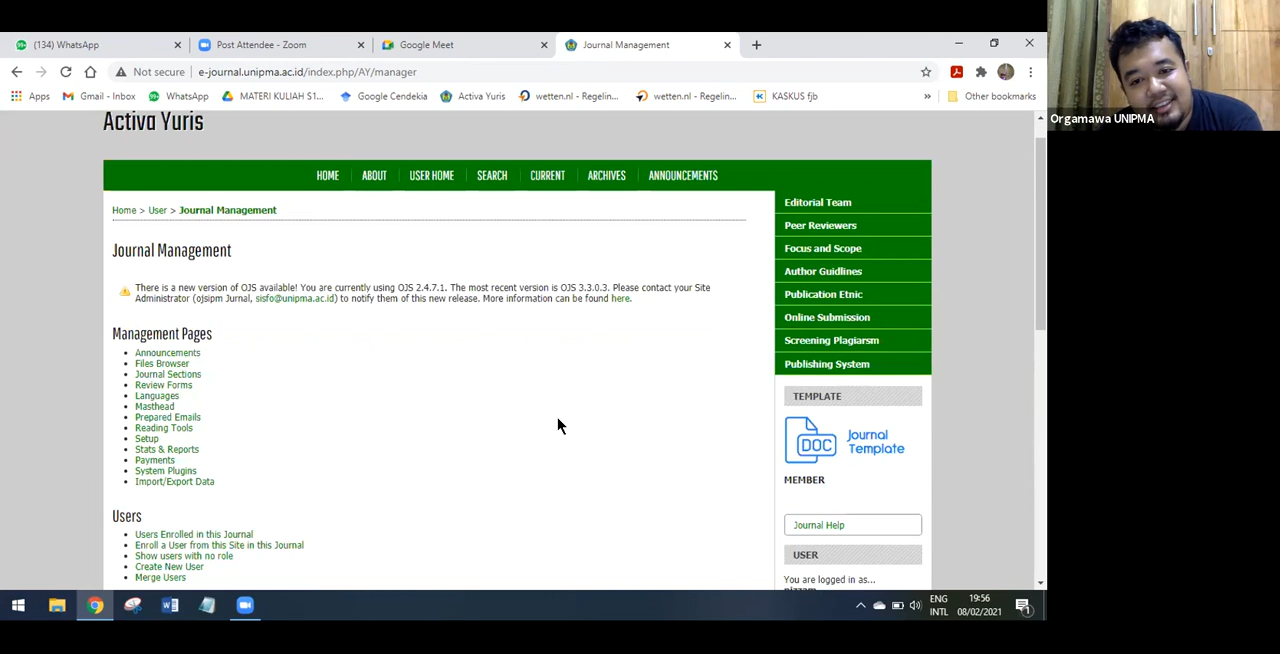 (134) WhatsApp
Post Attendee - Zoom
Google Meet
Journal Management
Not secure | e-journal.unipma.ac.id/index.php/AY/manager
Apps
Gmail - Inbox
WhatsApp
MATERI KULIAH S1...
Google Cendekia
Activa Yuris
wetten.nl - Regelin...
wetten.nl - Regelin...
KASKUS fjb
»
Other bookmarks
Orgamawa UNIPMA
Activa Yuris
HOME
ABOUT
USER HOME
SEARCH
CURRENT
ARCHIVES
ANNOUNCEMENTS
Home > User > Journal Management
Journal Management
There is a new version of OJS available! You are currently using OJS 2.4.7.1. The most recent version is OJS 3.3.0.3. Please contact your Site
Administrator (ojsipm Jurnal, sisfo@unipma.ac.id) to notify them of this new release. More information can be found here.
Management Pages
Announcements
Files Browser
Journal Sections
Review Forms
Languages
Masthead
Prepared Emails
Reading Tools
Setup
Stats & Reports
Payments
System Plugins
Import/Export Data
Users
Users Enrolled in this Journal
Enroll a User from this Site in this Journal
Show users with no role
Create New User
Merge Users
Editorial Team
Peer Reviewers
Focus and Scope
Author Guidlines
Publication Etnic
Online Submission
Screening Plagiarsm
Publishing System
TEMPLATE
DOC
Journal
Template
MEMBER
Journal Help
USER
You are logged in as...
ENG
INTL
19:56
08/02/2021
1